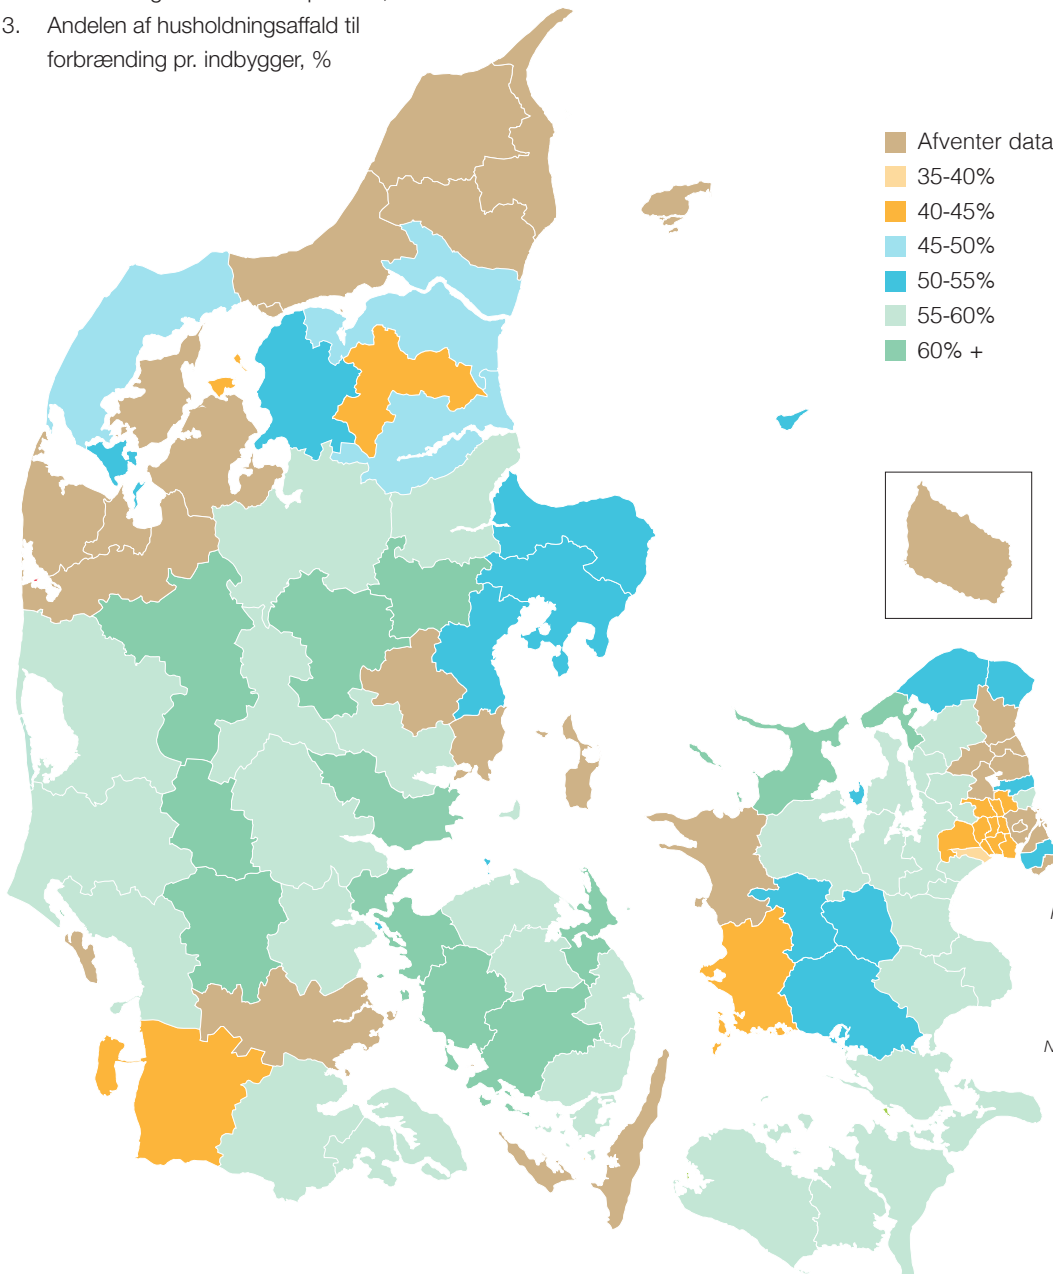 3. Andelen af husholdningsaffald til
forbrænding pr. indbygger, %
Afventer data
35-40%
40-45%
45-50%
50-55%
55-60%
60% +
N